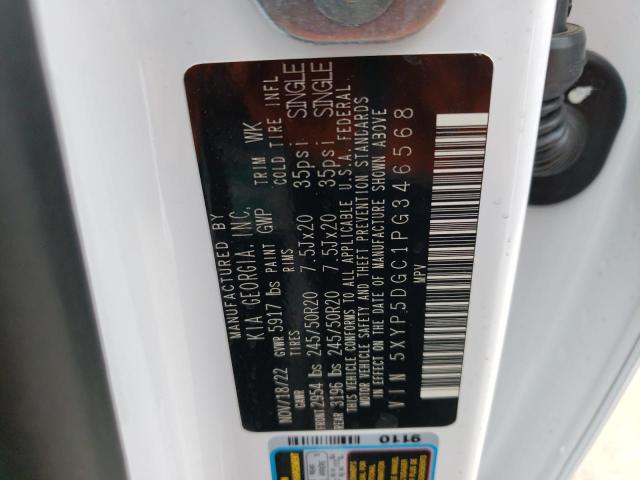 MANUFACTURED BY
KIA GEORGIA INC.
NOV/18/22 GVWR 5917 lbs PAINT GWP TRIM WK
GAWR TIRES RIMS COLD TIRE INFL
FRONT 2954 lbs 245/50R20 7.5Jx20 35psi SINGLE
REAR 3196 lbs 245/50R20 7.5Jx20 35psi SINGLE
THIS VEHICLE CONFORMS TO ALL APPLICABLE U.S.A. FEDERAL
MOTOR VEHICLE SAFETY AND THEFT PREVENTION STANDARDS
IN EFFECT ON THE DATE OF MANUFACTURE SHOWN ABOVE
VIN 5XYP5DGC1PG346568
MPV
9110